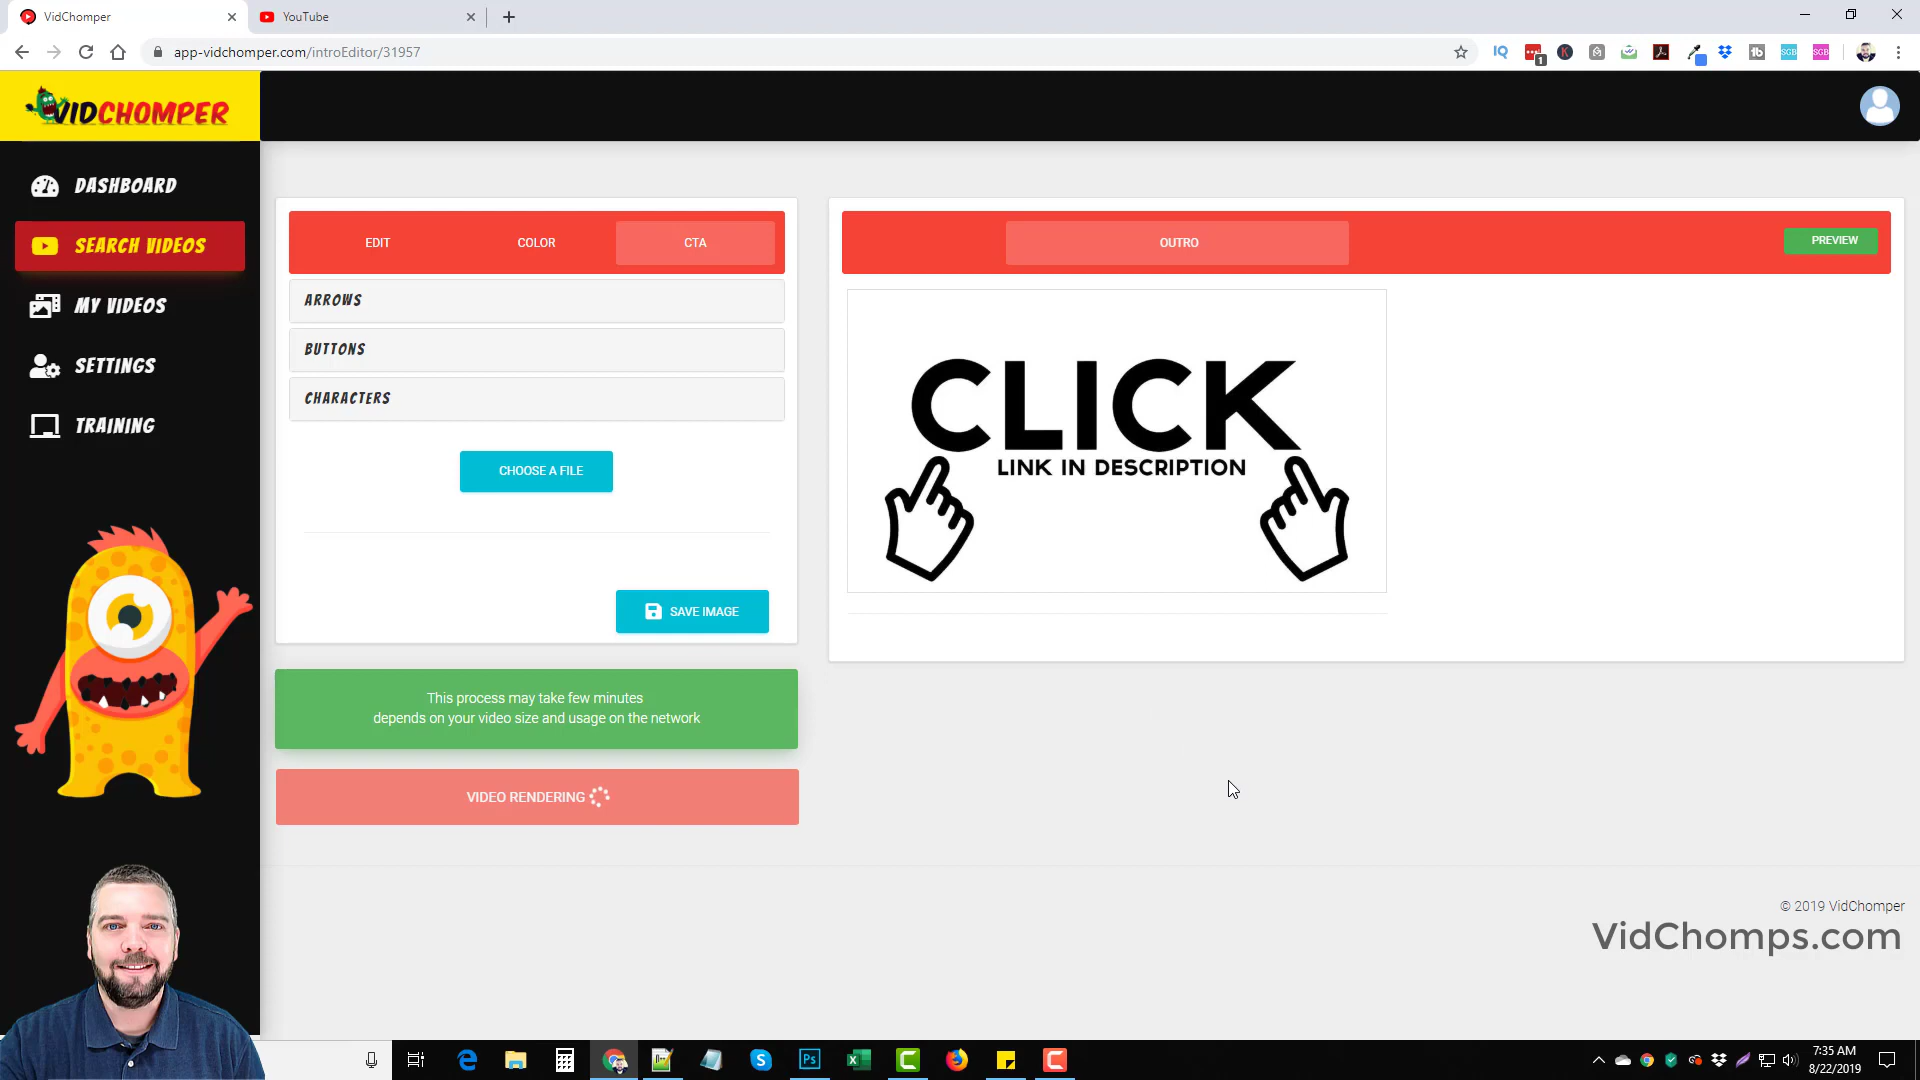 VidChomper
YouTube
app-vidchomper.com/introEditor/31957
VIDCHOMPER
DASHBOARD
SEARCH VIDEOS
MY VIDEOS
SETTINGS
TRAINING
EDIT
COLOR
CTA
ARROWS
BUTTONS
CHARACTERS
CHOOSE A FILE
SAVE IMAGE
This process may take few minutes
depends on your video size and usage on the network
VIDEO RENDERING
OUTRO
PREVIEW
CLICK
LINK IN DESCRIPTION
© 2019 VidChomper
VidChomps.com
7:35 AM
8/22/2019